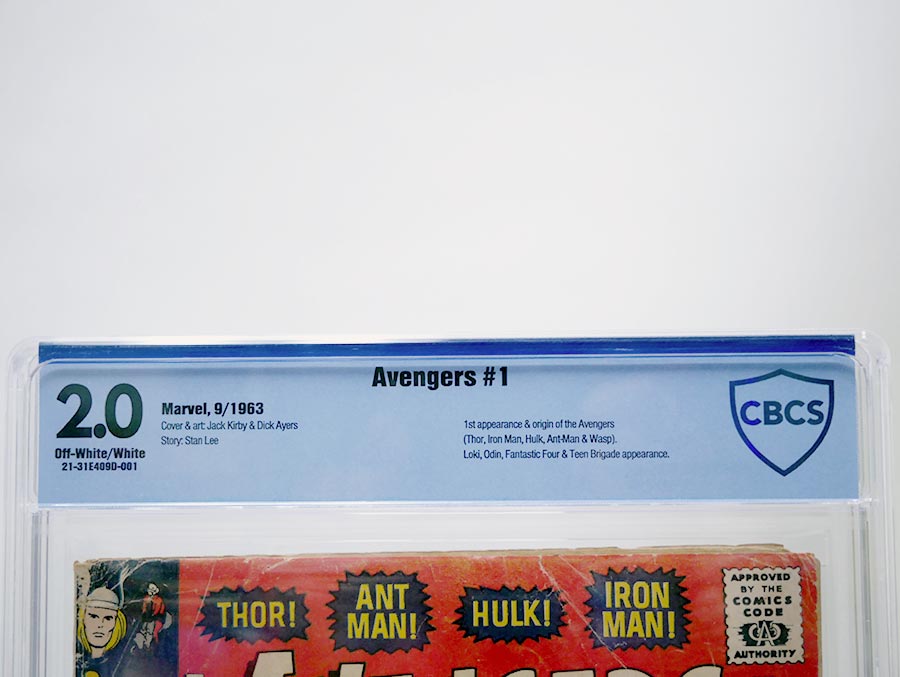 Avengers #1
2.0
Off-White/White
21-31E409D-001
Marvel, 9/1963
Cover & art: Jack Kirby & Dick Ayers
Story: Stan Lee
1st appearance & origin of the Avengers
(Thor, Iron Man, Hulk, Ant-Man & Wasp).
Loki, Odin, Fantastic Four & Teen Brigade appearance.
CBCS
THOR!
ANT
MAN!
HULK!
IRON
MAN!
APPROVED
BY THE
COMICS
CODE
AUTHORITY